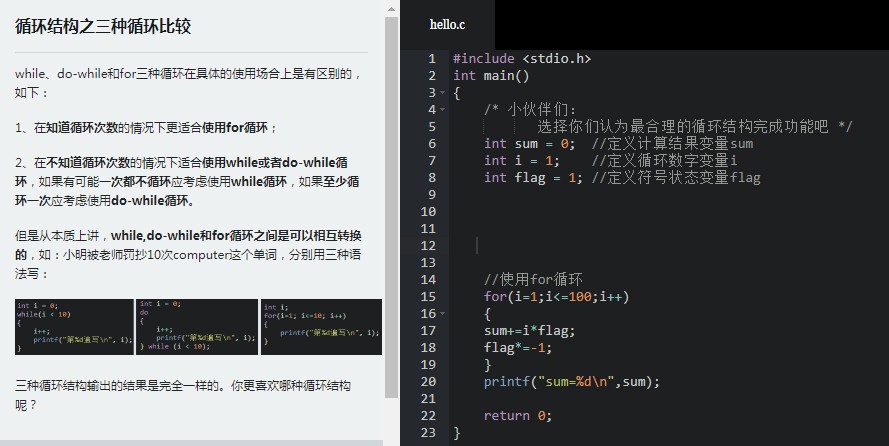 循环结构之三种循环比较
while、do-while和for三种循环在具体的使用场合上是有区别的，
如下：
1、在知道循环次数的情况下更适合使用for循环；
2、在不知道循环次数的情况下适合使用while或者do-while循
环，如果有可能一次都不循环应考虑使用while循环，如果至少循
环一次应考虑使用do-while循环。
但是从本质上讲，while,do-while和for循环之间是可以相互转换
的，如：小明被老师罚抄10次computer这个单词，分别用三种语
法写：
int i = 0;
while(i < 10)
{
i++;
printf("第%d遍写\n", i);
}
int i = 0;
do
{
i++;
printf("第%d遍写\n", i);
} while (i < 10);
int i;
for(i=1; i<=10; i++)
{
printf("第%d遍写\n", i);
}
三种循环结构输出的结果是完全一样的。你更喜欢哪种循环结构
呢？
hello.c
1 #include <stdio.h>
2 int main()
3 {
4 /* 小伙伴们:
5 选择你们认为最合理的循环结构完成功能吧 */
6 int sum = 0; //定义计算结果变量sum
7 int i = 1; //定义循环数字变量i
8 int flag = 1; //定义符号状态变量flag
9
10
11
12
13
14 //使用for循环
15 for(i=1;i<=100;i++)
16 {
17 sum+=i*flag;
18 flag*=-1;
19 }
20 printf("sum=%d\n",sum);
21
22 return 0;
23 }